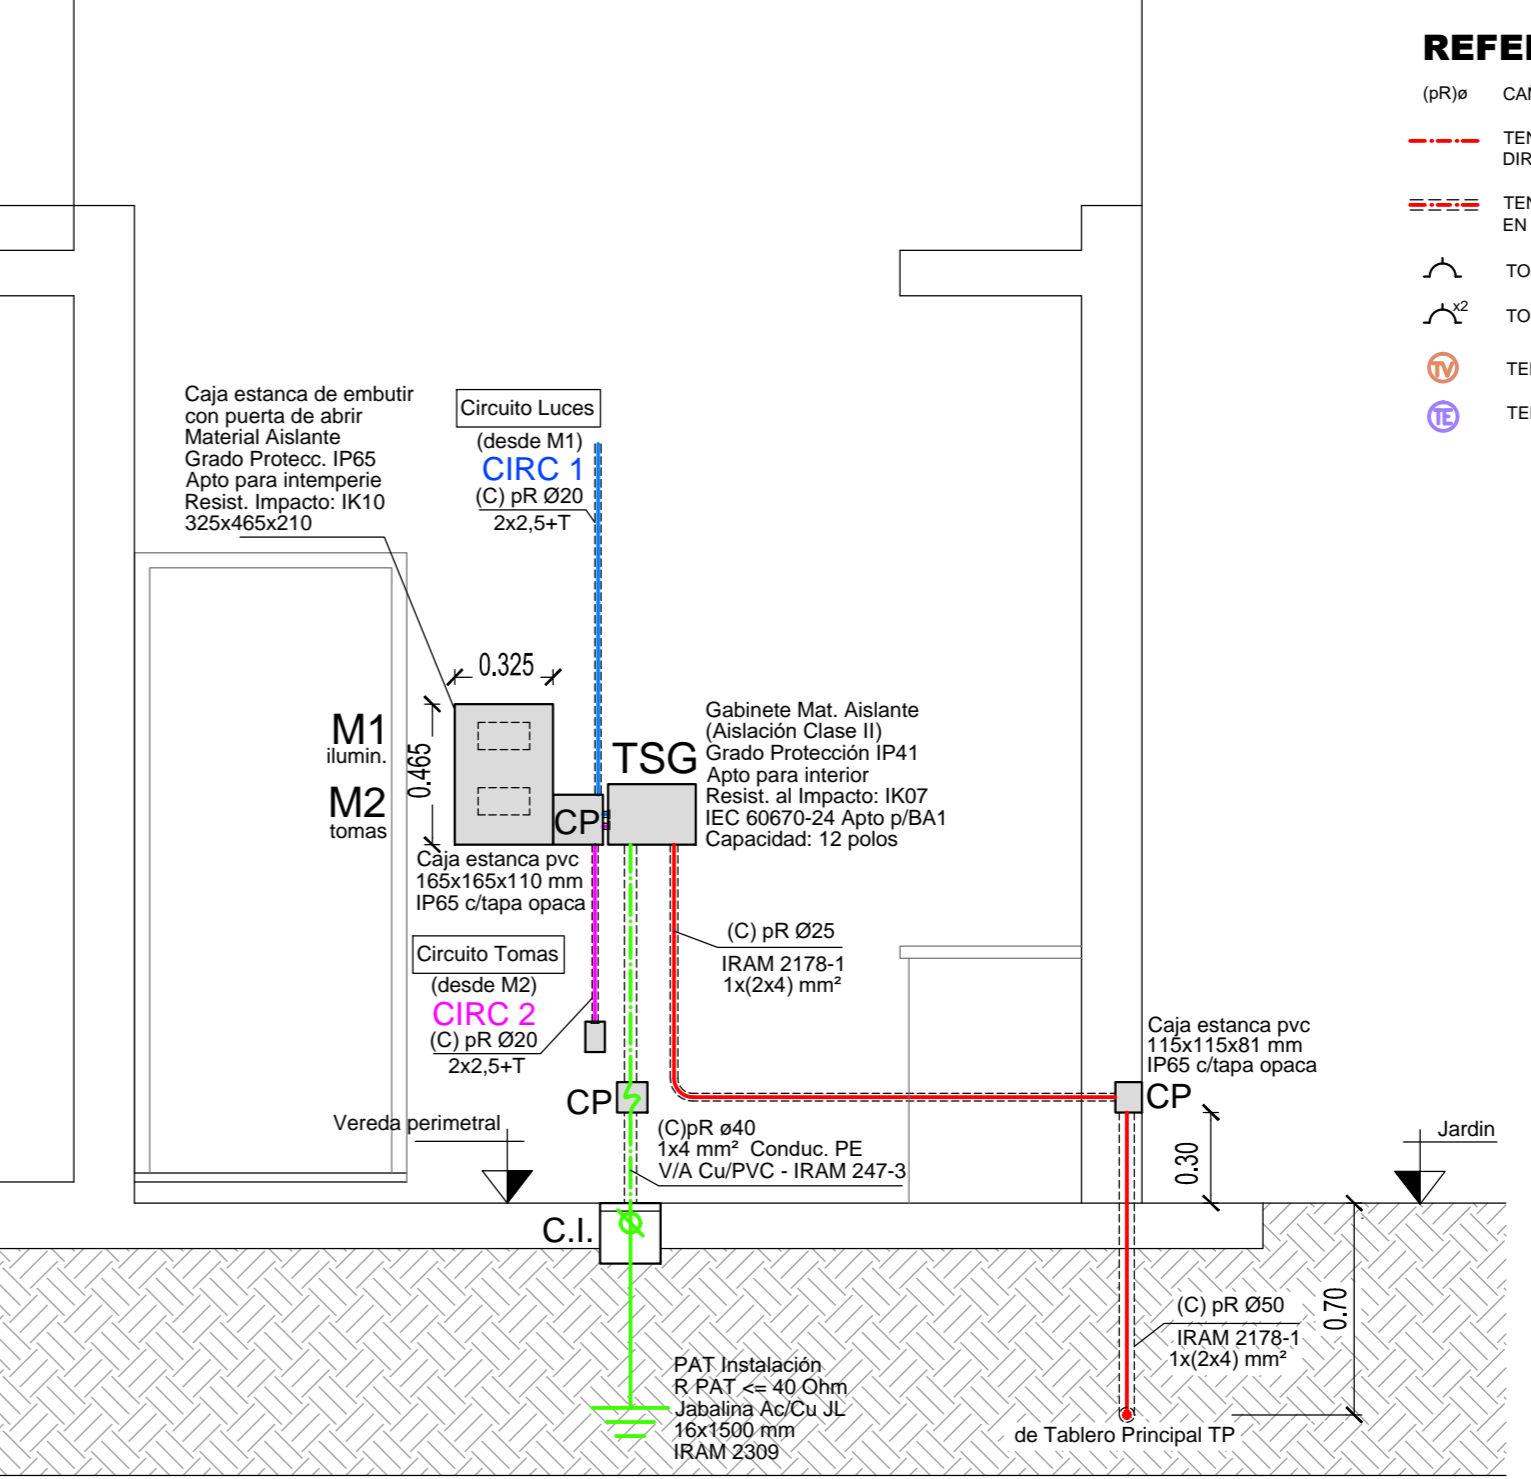 REFE
(pR)ø
CA
TE
DIR
TE
EN
TO
x2
TO
TV
TE
TE
TE
Caja estanca de embutir
con puerta de abrir
Material Aislante
Grado Protecc. IP65
Apto para intemperie
Resist. Impacto: IK10
325x465x210
Circuito Luces
(desde M1)
CIRC 1
(C) pR Ø20
2x2,5+T
0.325
0.465
M1
ilumin.
M2
tomas
CP
TSG
Gabinete Mat. Aislante
(Aislación Clase II)
Grado Protección IP41
Apto para interior
Resist. al Impacto: IK07
IEC 60670-24 Apto p/BA1
Capacidad: 12 polos
Caja estanca pvc
165x165x110 mm
IP65 c/tapa opaca
Circuito Tomas
(desde M2)
CIRC 2
(C) pR Ø20
2x2,5+T
(C) pR Ø25
IRAM 2178-1
1x(2x4) mm²
Caja estanca pvc
115x115x81 mm
IP65 c/tapa opaca
CP
CP
Vereda perimetral
(C)pR ø40
1x4 mm² Conduc. PE
V/A Cu/PVC - IRAM 247-3
0.30
Jardin
C.I.
(C) pR Ø50
IRAM 2178-1
1x(2x4) mm²
0.70
PAT Instalación
R PAT <= 40 Ohm
Jabalina Ac/Cu JL
16x1500 mm
IRAM 2309
de Tablero Principal TP